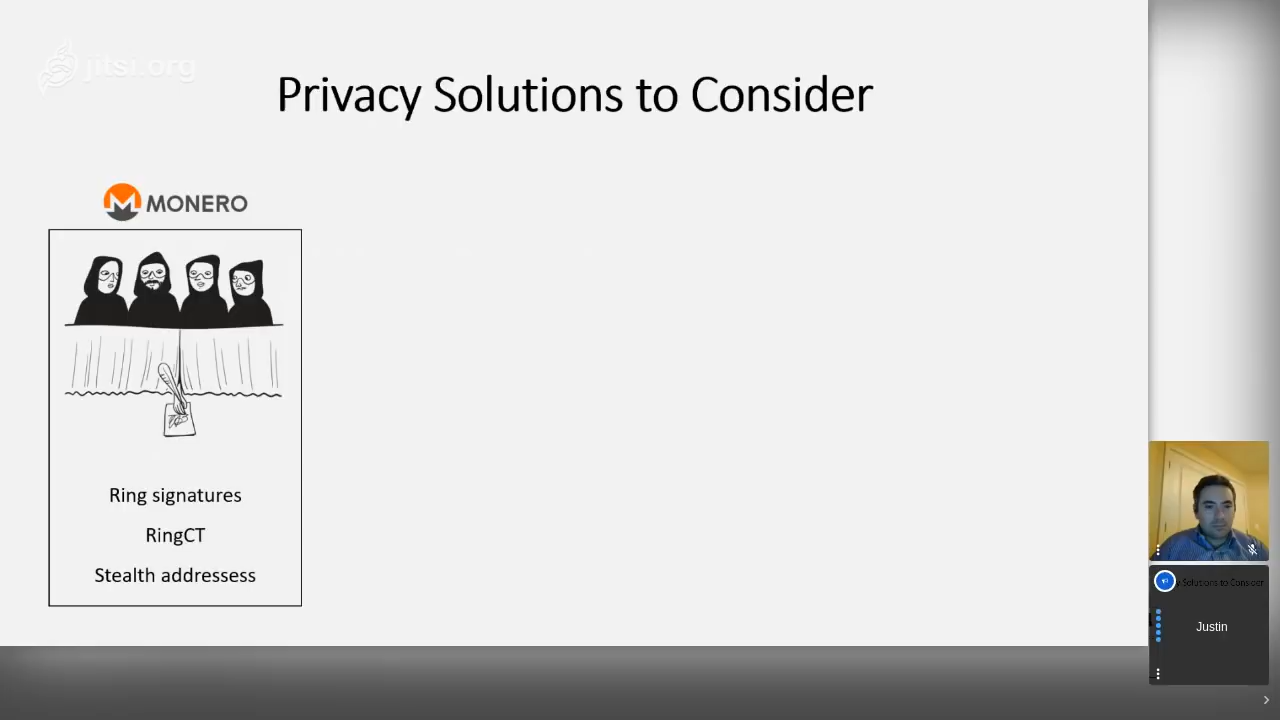 jitsi.org
Privacy Solutions to Consider
MONERO
Ring signatures
RingCT
Stealth addressess
y Solutions to Consider
Justin